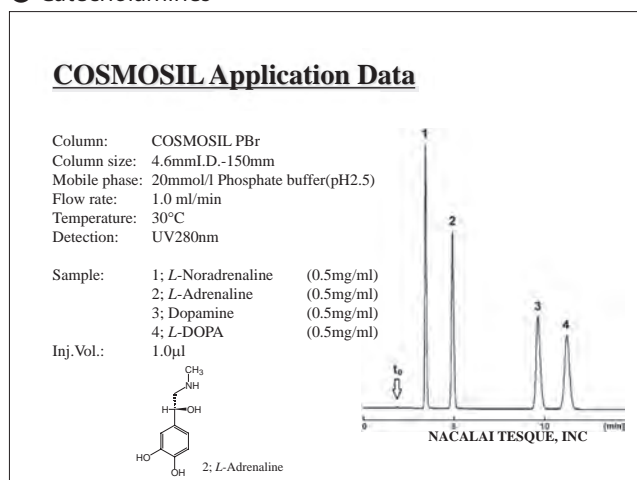 COSMOSIL Application Data
Column: COSMOSIL PBr
Column size: 4.6mmI.D.-150mm
Mobile phase: 20mmol/l Phosphate buffer(pH2.5)
Flow rate: 1.0 ml/min
Temperature: 30°C
Detection: UV280nm
Sample: 1; L-Noradrenaline (0.5mg/ml)
2; L-Adrenaline (0.5mg/ml)
3; Dopamine (0.5mg/ml)
4; L-DOPA (0.5mg/ml)
Inj.Vol.: 1.0µl
CH3
NH
H OH
HO
OH
2; L-Adrenaline
1
2
3
4
t0
0 5 10 [min]
NACALAI TESQUE, INC